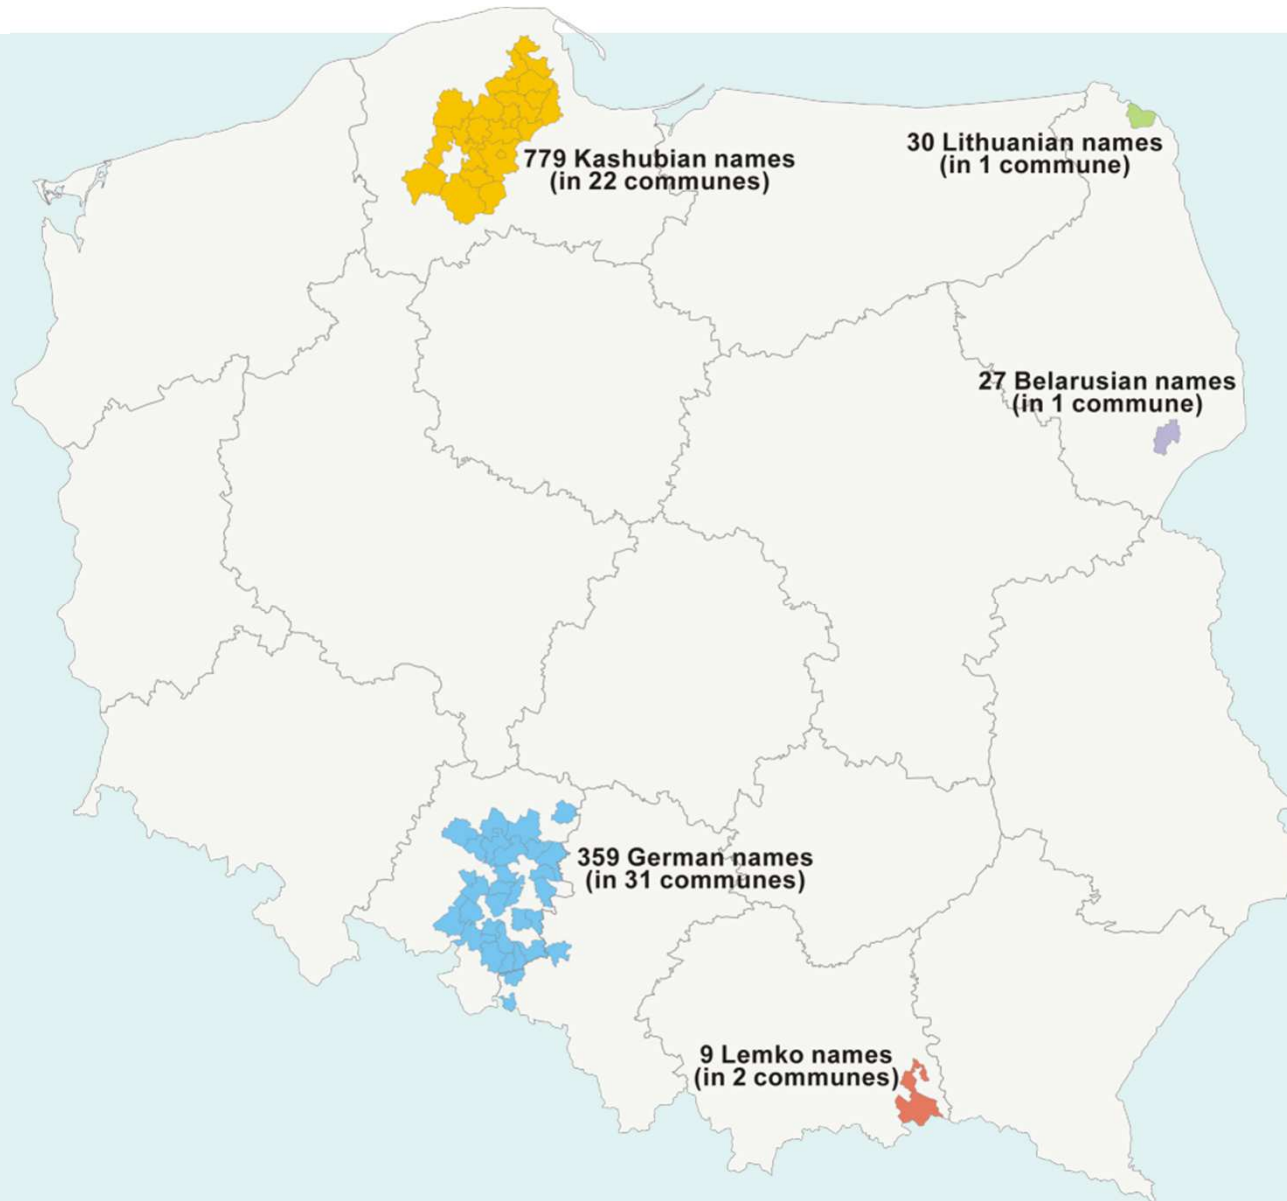 779 Kashubian names
(in 22 communes)
30 Lithuanian names
(in 1 commune)
27 Belarusian names
(in 1 commune)
359 German names
(in 31 communes)
9 Lemko names
(in 2 communes)